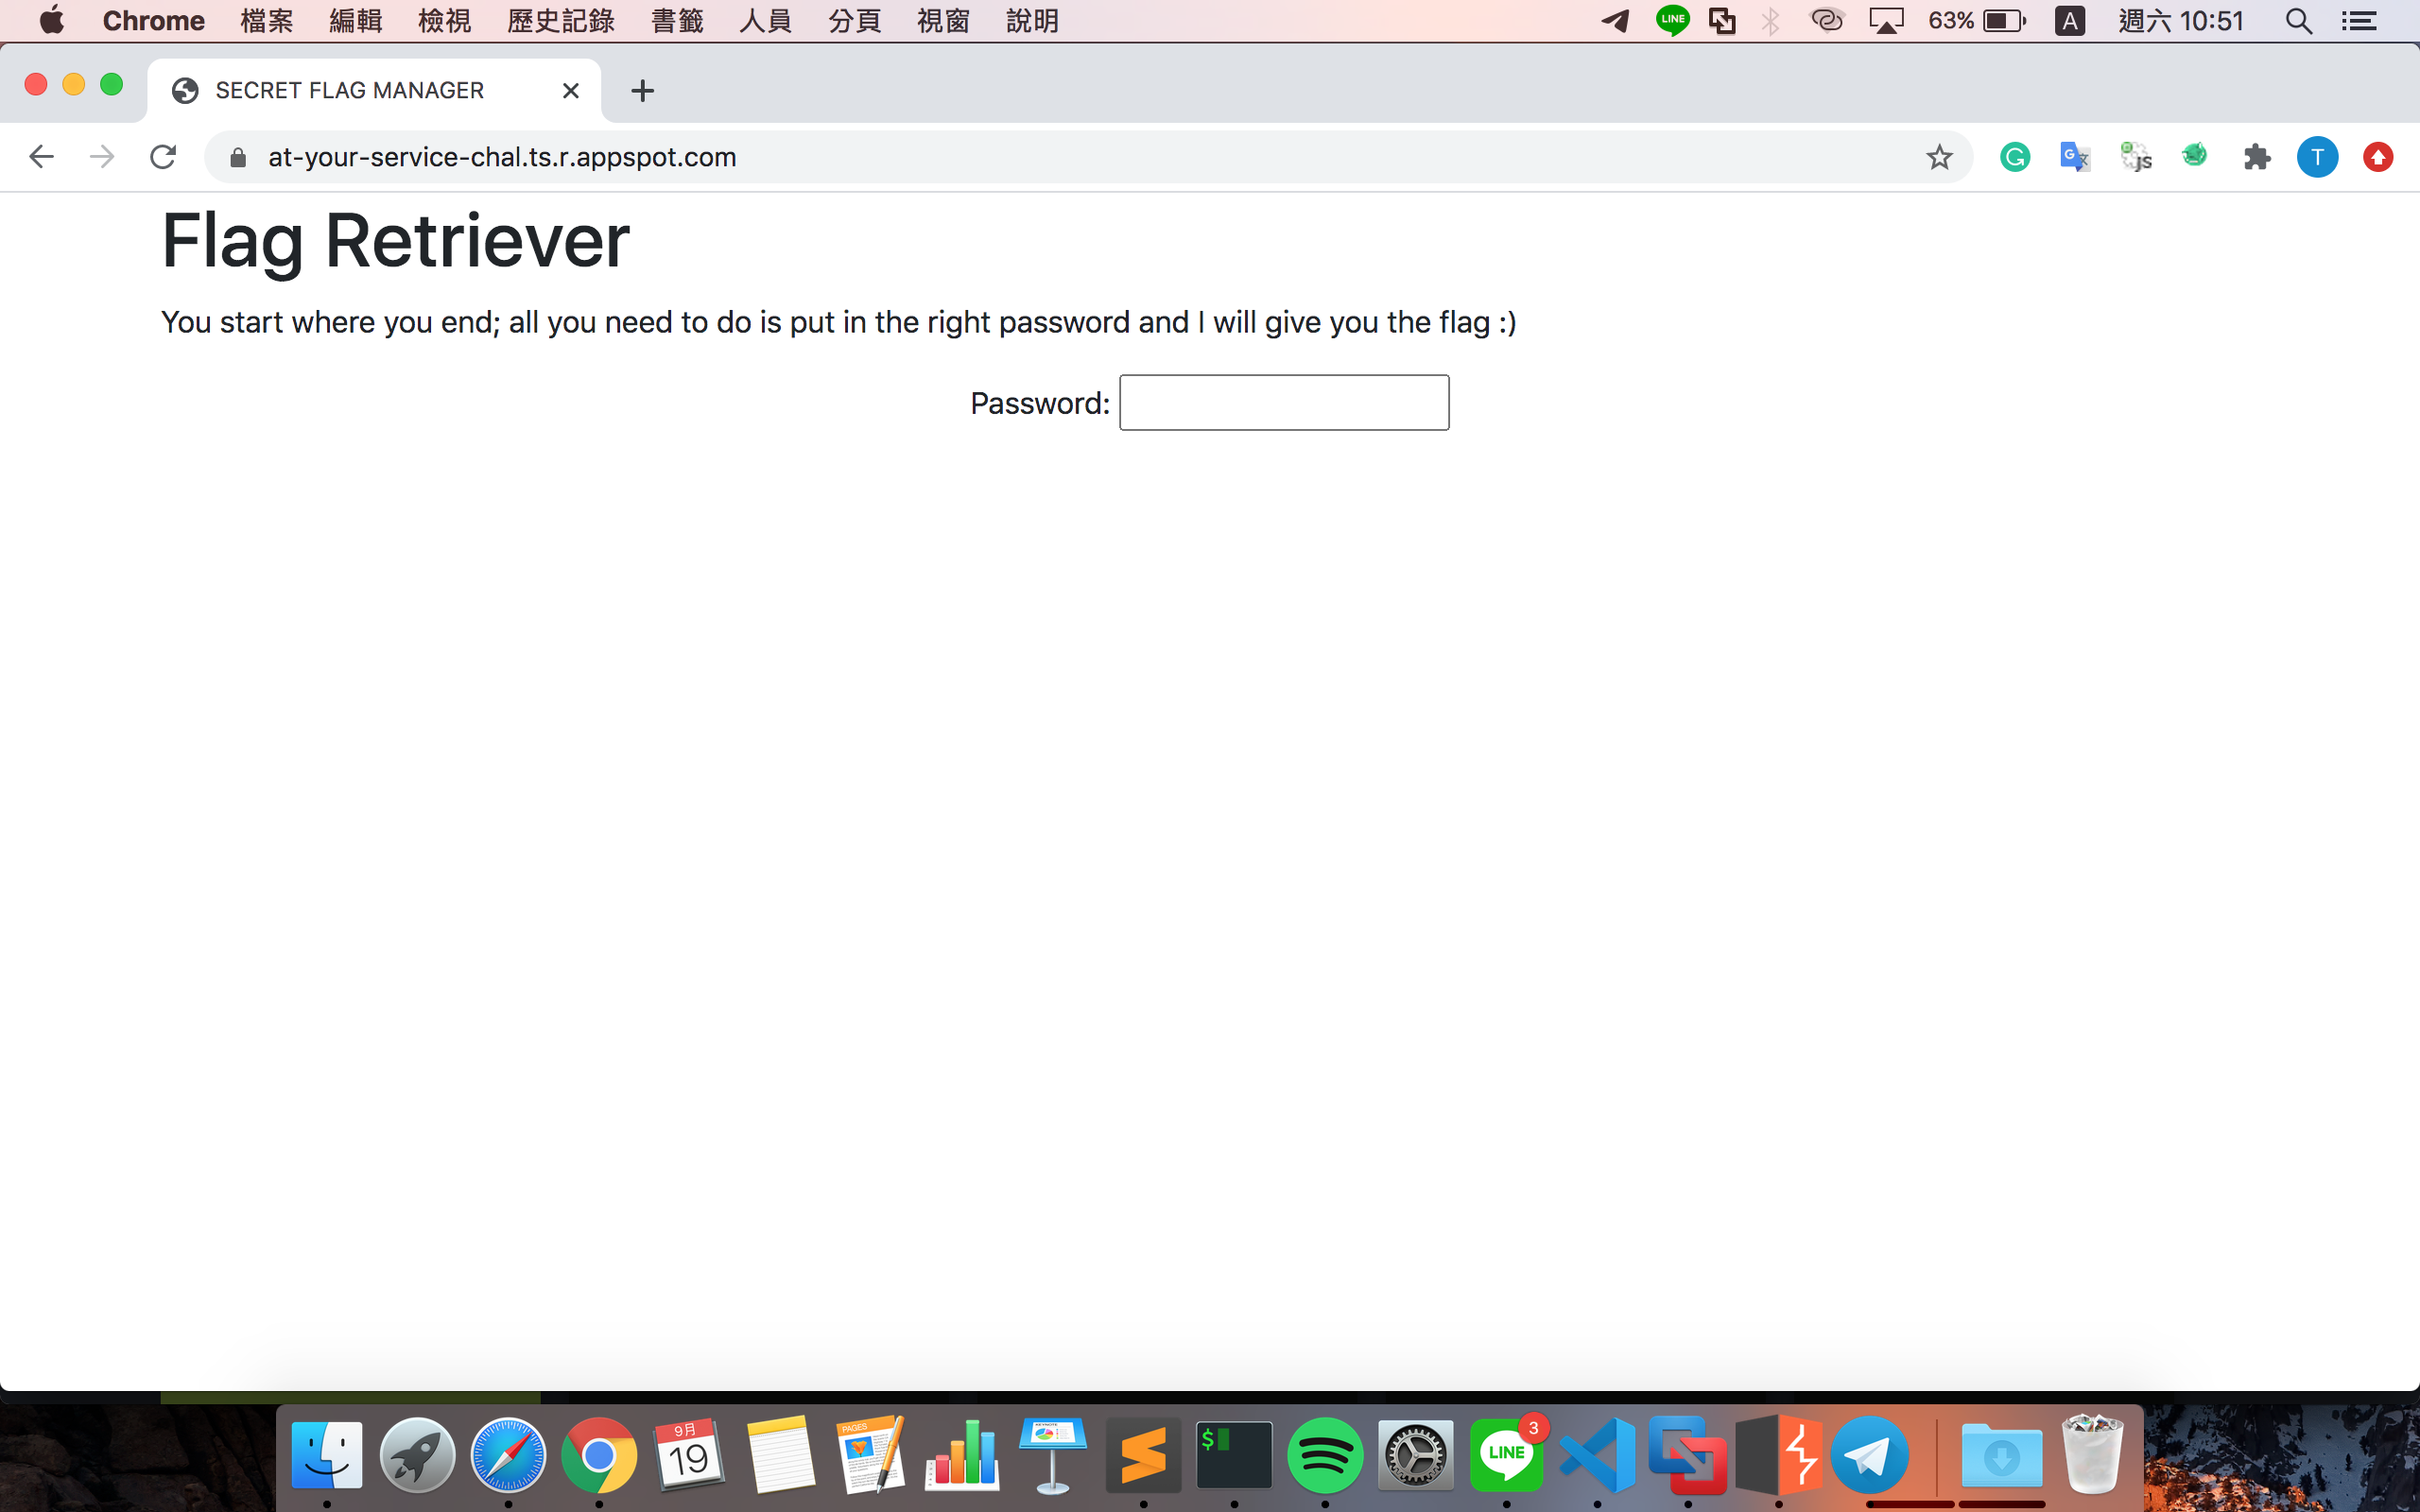 Chrome 檔案 編輯 檢視 歷史記錄 書籤 人員 分頁 視窗 說明 LINE 63% A 週六 10:51
SECRET FLAG MANAGER
at-your-service-chal.ts.r.appspot.com G JS T
Flag Retriever
You start where you end; all you need to do is put in the right password and I will give you the flag :)
Password:
9月
19
PAGES
$
LINE
3